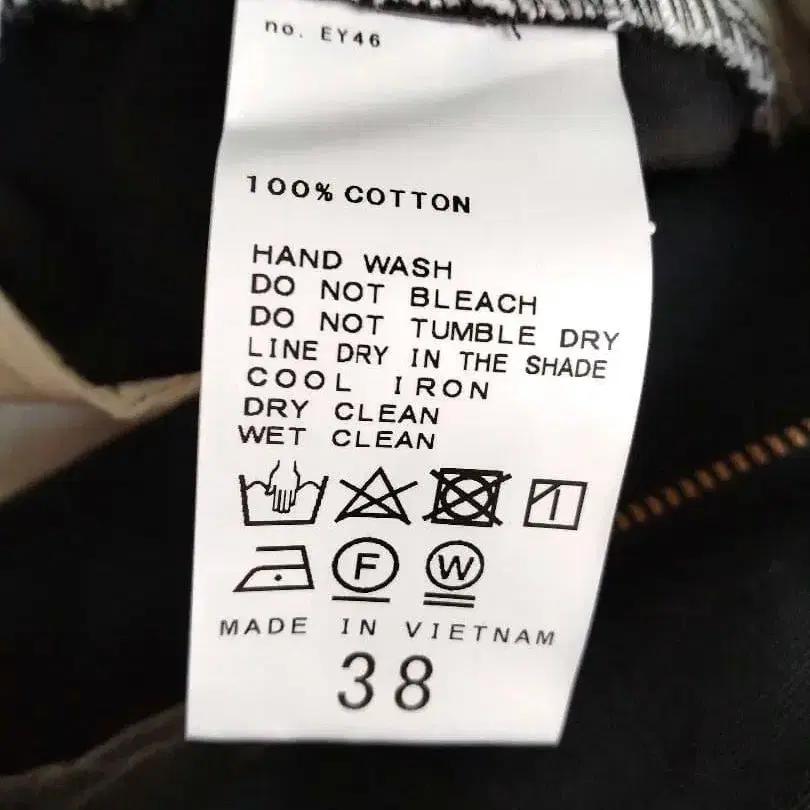 no. EY46
100% COTTON
HAND WASH
DO NOT BLEACH
DO NOT TUMBLE DRY
LINE DRY IN THE SHADE
COOL IRON
DRY CLEAN
WET CLEAN
F W
MADE IN VIETNAM
38